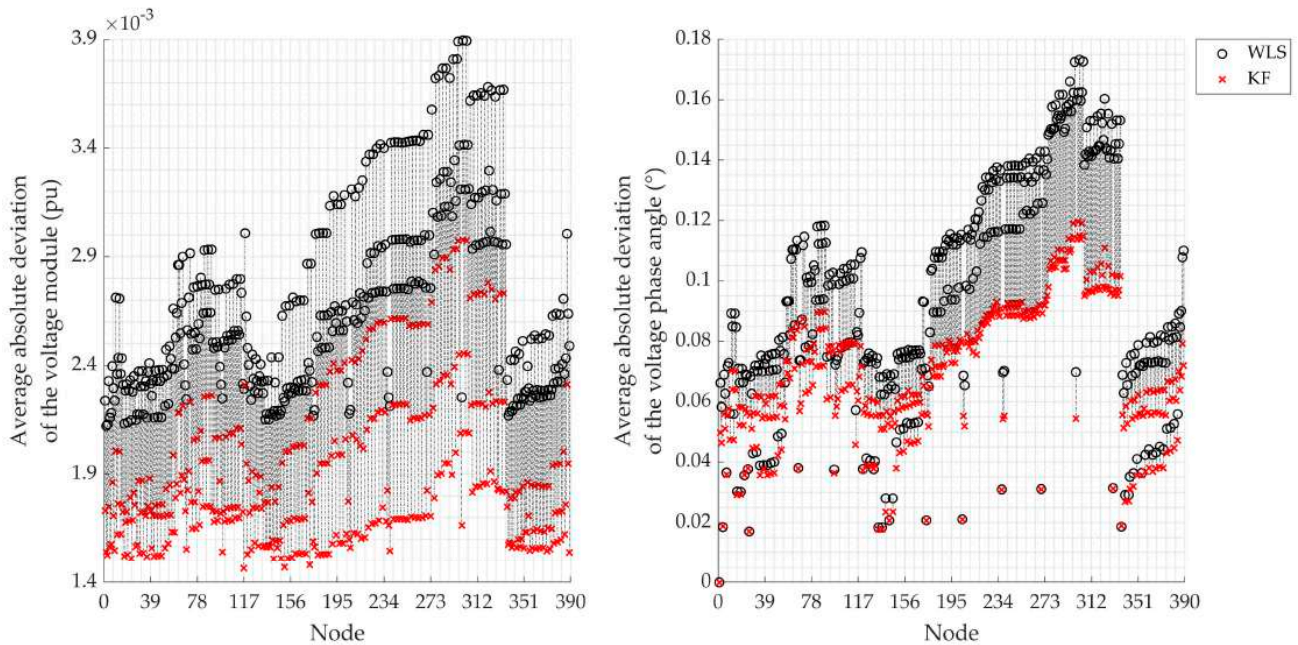 ×10⁻³
3.9
3.4
2.9
2.4
1.9
1.4
Average absolute deviation
of the voltage module (pu)
0 39 78 117 156 195 234 273 312 351 390
Node
0.18
0.16
0.14
0.12
0.1
0.08
0.06
0.04
0.02
0
Average absolute deviation
of the voltage phase angle (°)
0 39 78 117 156 195 234 273 312 351 390
Node
WLS
KF